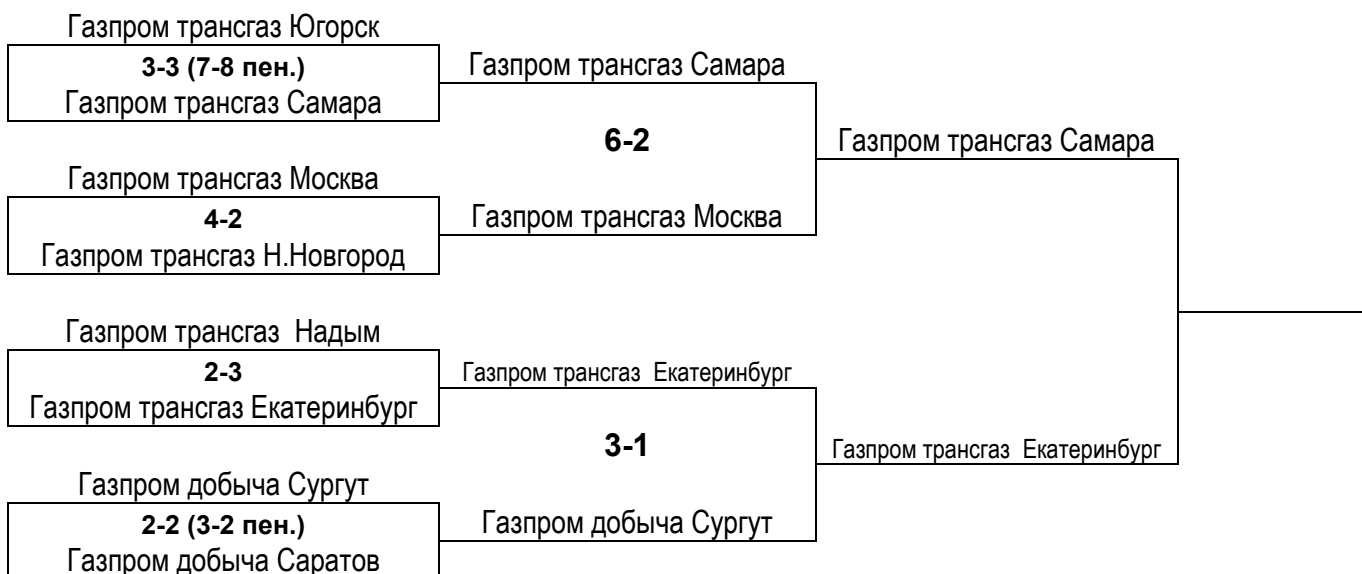 Газпром трансгаз Югорск
3-3 (7-8 пен.)
Газпром трансгаз Самара
Газпром трансгаз Самара
6-2
Газпром трансгаз Самара
Газпром трансгаз Москва
4-2
Газпром трансгаз Москва
Газпром трансгаз Н.Новгород
Газпром трансгаз  Надым
2-3
Газпром трансгаз  Екатеринбург
Газпром трансгаз Екатеринбург
3-1
Газпром трансгаз  Екатеринбург
Газпром добыча Сургут
2-2 (3-2 пен.)
Газпром добыча Сургут
Газпром добыча Саратов